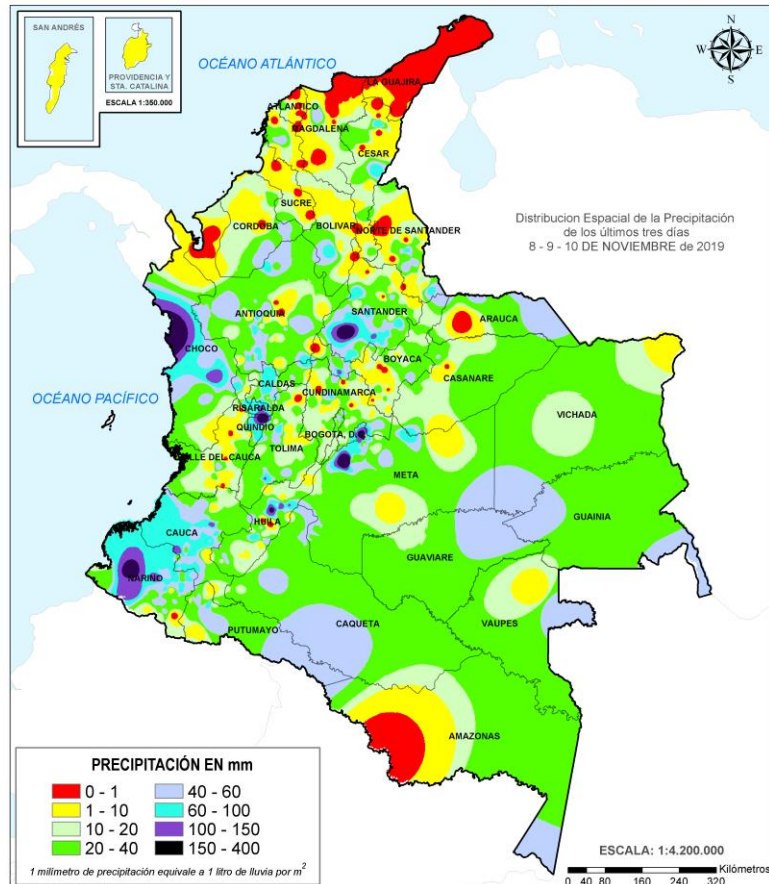 SAN ANDRÉS
PROVIDENCIA Y
STA. CATALINA
ESCALA 1:350.000
OCÉANO ATLÁNTICO
N
W E
S
LA GUAJIRA
ATLANTICO
MAGDALENA
CESAR
SUCRE
CORDOBA
BOLIVAR
NORTE DE SANTANDER
Distribucion Espacial de la Precipitación
de los últimos tres días
8 - 9 - 10 DE NOVIEMBRE de 2019
ANTIOQUIA
SANTANDER
ARAUCA
CHOCO
BOYACA
CASANARE
OCÉANO PACÍFICO
CALDAS
CUNDINAMARCA
RISARALDA
VICHADA
QUINDIO
BOGOTA, D.C.
TOLIMA
VALLE DEL CAUCA
META
GUAINIA
HUILA
CAUCA
GUAVIARE
NARIÑO
PUTUMAYO
CAQUETA
VAUPES
AMAZONAS
PRECIPITACIÓN EN mm
0 - 1 40 - 60
1 - 10 60 - 100
10 - 20 100 - 150
20 - 40 150 - 400
1 milímetro de precipitación equivale a 1 litro de lluvia por m²
ESCALA: 1:4.200.000
Kilómetros
0 40 80 160 240 320